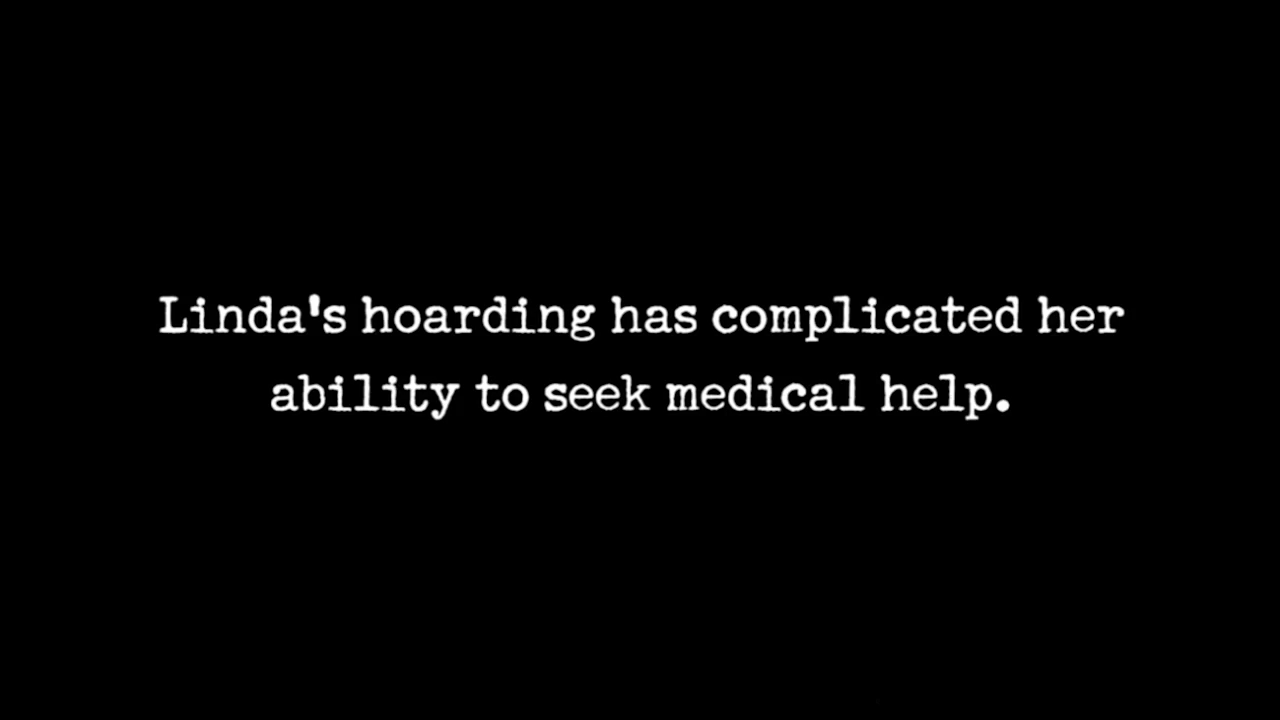 Linda's hoarding has complicated her
ability to seek medical help.